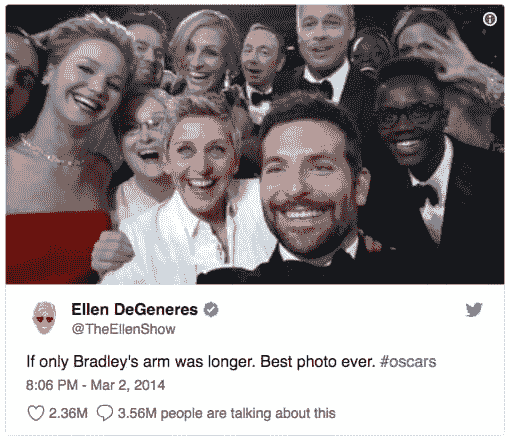 Ellen DeGeneres
@TheEllenShow
If only Bradley's arm was longer. Best photo ever. #oscars
8:06 PM - Mar 2, 2014
2.36M 3.56M people are talking about this